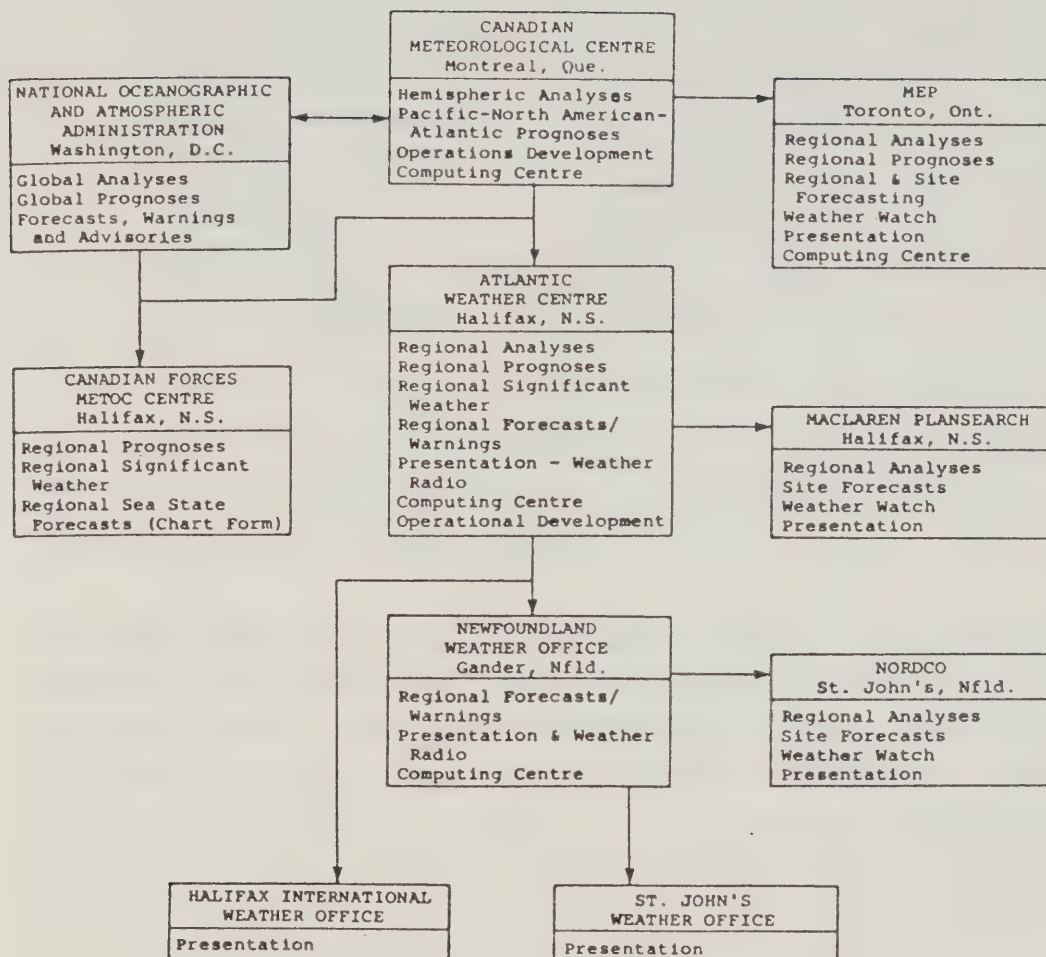 CANADIAN
METEOROLOGICAL CENTRE
Montreal, Que.
Hemispheric Analyses
Pacific-North American-
Atlantic Prognoses
Operations Development
Computing Centre
NATIONAL OCEANOGRAPHIC
AND ATMOSPHERIC
ADMINISTRATION
Washington, D.C.
Global Analyses
Global Prognoses
Forecasts, Warnings
and Advisories
MEP
Toronto, Ont.
Regional Analyses
Regional Prognoses
Regional & Site
Forecasting
Weather Watch
Presentation
Computing Centre
ATLANTIC
WEATHER CENTRE
Halifax, N.S.
Regional Analyses
Regional Prognoses
Regional Significant
Weather
Regional Forecasts/
Warnings
Presentation - Weather
Radio
Computing Centre
Operational Development
CANADIAN FORCES
METOC CENTRE
Halifax, N.S.
Regional Prognoses
Regional Significant
Weather
Regional Sea State
Forecasts (Chart Form)
MACLAREN PLANSEARCH
Halifax, N.S.
Regional Analyses
Site Forecasts
Weather Watch
Presentation
NEWFOUNDLAND
WEATHER OFFICE
Gander, Nfld.
Regional Forecasts/
Warnings
Presentation & Weather
Radio
Computing Centre
NORDCO
St. John's, Nfld.
Regional Analyses
Site Forecasts
Weather Watch
Presentation
HALIFAX INTERNATIONAL
WEATHER OFFICE
Presentation
ST. JOHN'S
WEATHER OFFICE
Presentation